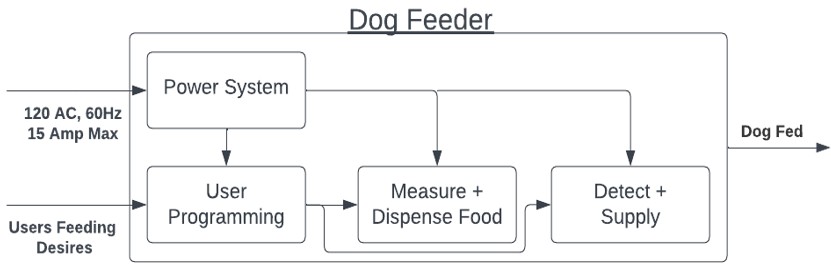 Dog Feeder
Power System
120 AC, 60Hz
15 Amp Max
Dog Fed
User
Programming
Measure +
Dispense Food
Detect +
Supply
Users Feeding
Desires